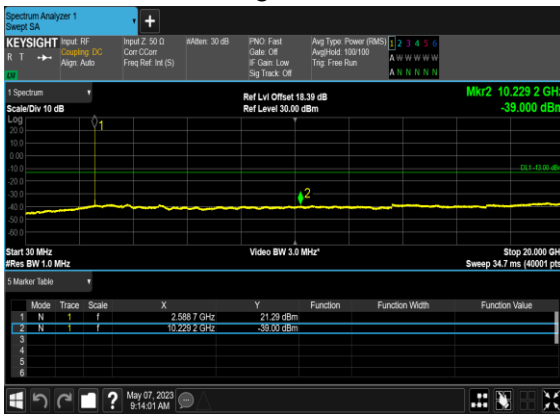 Spectrum Analyzer 1
Swept SA
+
KEYSIGHT Input: RF Input Z: 50 Ω #Atten: 30 dB PNO: Fast Avg Type: Power (RMS) 1 2 3 4 5 6
R T Coupling: DC Corr CCorr Gate: Off Avg|Hold: 100/100 A W W W W W
Align: Auto Freq Ref: Int (S) IF Gain: Low Trig: Free Run
Sig Track: Off A N N N N N
LV
1 Spectrum Ref Lvl Offset 18.39 dB Mkr2 10.229 2 GHz
Scale/Div 10 dB Ref Level 30.00 dBm -39.000 dBm
Log
20.0
10.0
0.00
-10.0
-20.0
-30.0
-40.0
-50.0
-60.0
1
2
DL1 -13.00 dBm
Start 30 MHz Video BW 3.0 MHz* Stop 20.000 GH
#Res BW 1.0 MHz Sweep 34.7 ms (40001 pts
5 Marker Table
Mode Trace Scale X Y Function Function Width Function Value
1 N 1 f 2.588 7 GHz 21.29 dBm
2 N 1 f 10.229 2 GHz -39.00 dBm
3
4
5
6
? May 07, 2023
9:14:01 AM